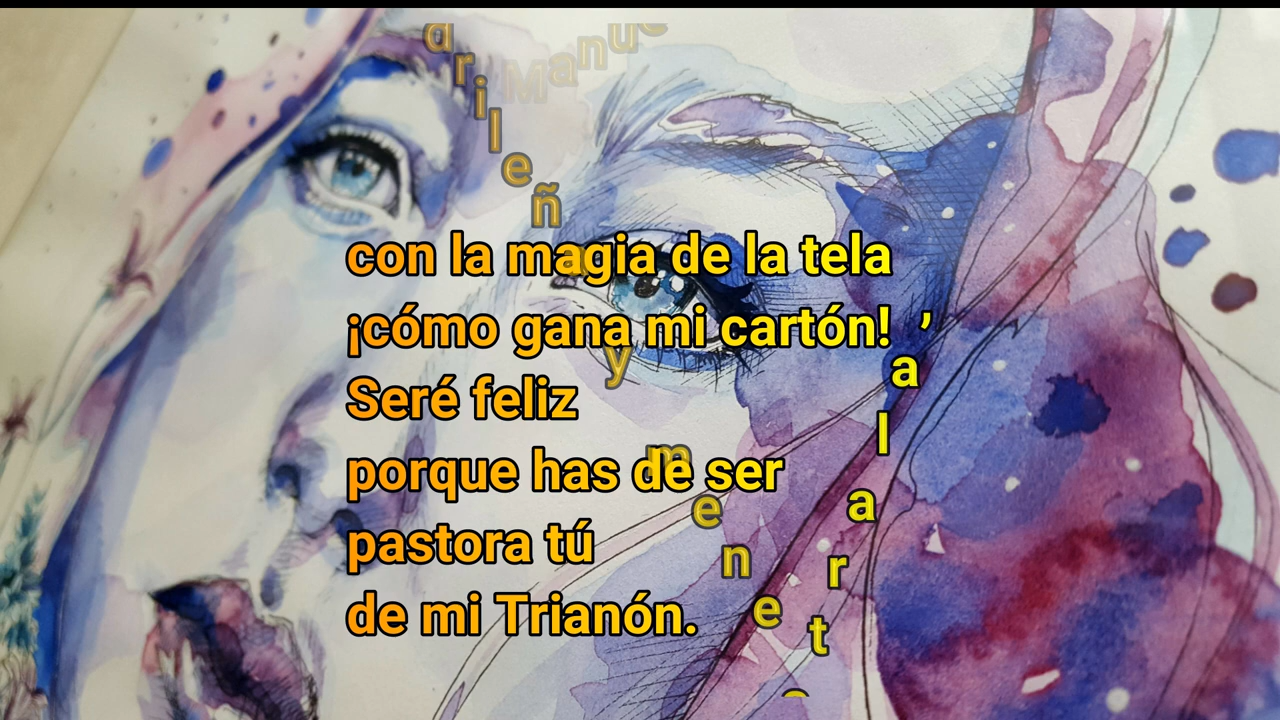 con la magia de la tela
¡cómo gana mi cartón!
Seré feliz
porque has de ser
pastora tú
de mi Trianón.